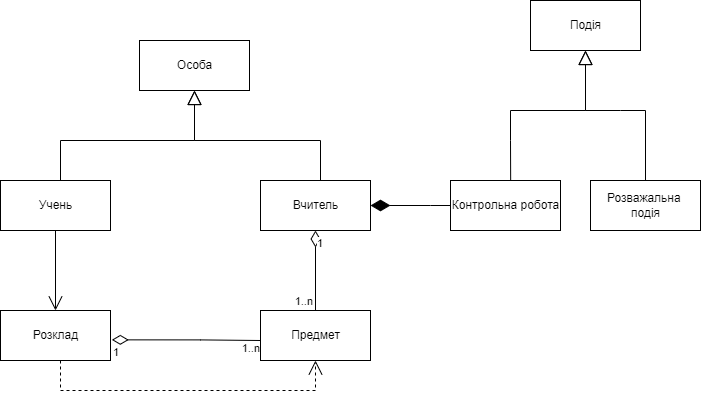 Подія
Особа
Учень
Вчитель
Контрольна робота
Розважальна
подія
1
1..n
Розклад
1
1..n
Предмет